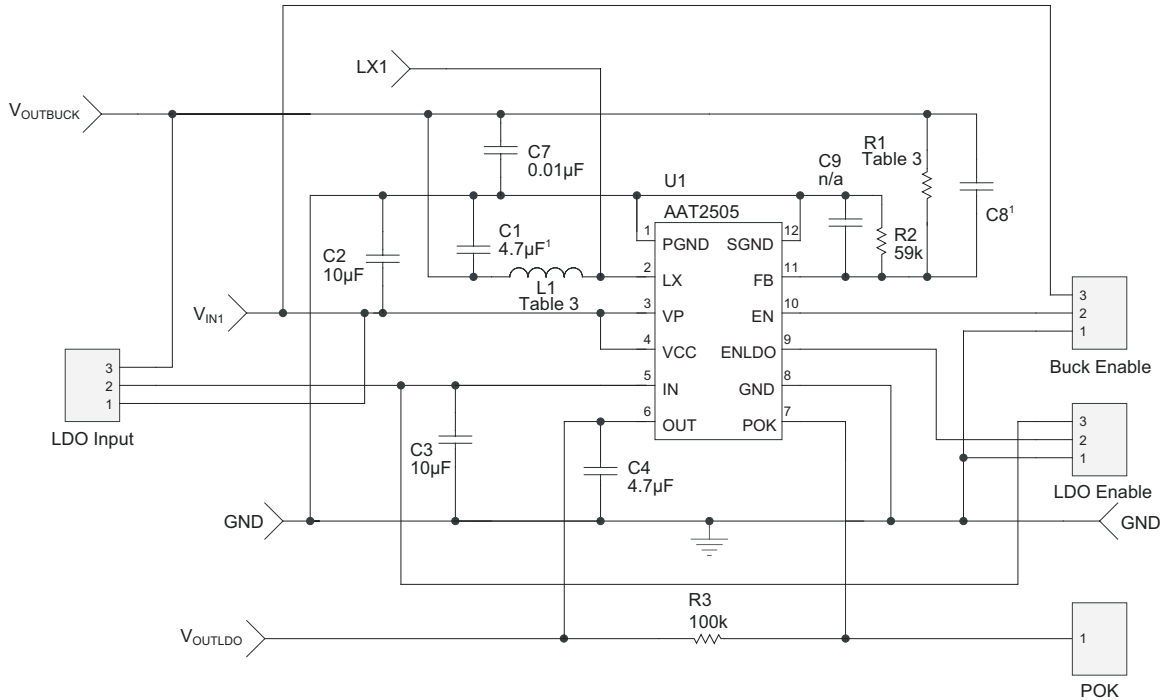 LX1
VOUTBUCK
C7
0.01µF
U1
AAT2505
C9
n/a
R1
Table 3
C8¹
R2
59k
C1
4.7µF¹
C2
10µF
L1
Table 3
VIN1
1 PGND SGND 12
2 LX FB 11
3 VP EN 10
4 VCC ENLDO 9
5 IN GND 8
6 OUT POK 7
3
2
1
Buck Enable
3
2
1
LDO Input
3
2
1
LDO Enable
C3
10µF
C4
4.7µF
GND
GND
R3
100k
VOUTLDO
1
POK